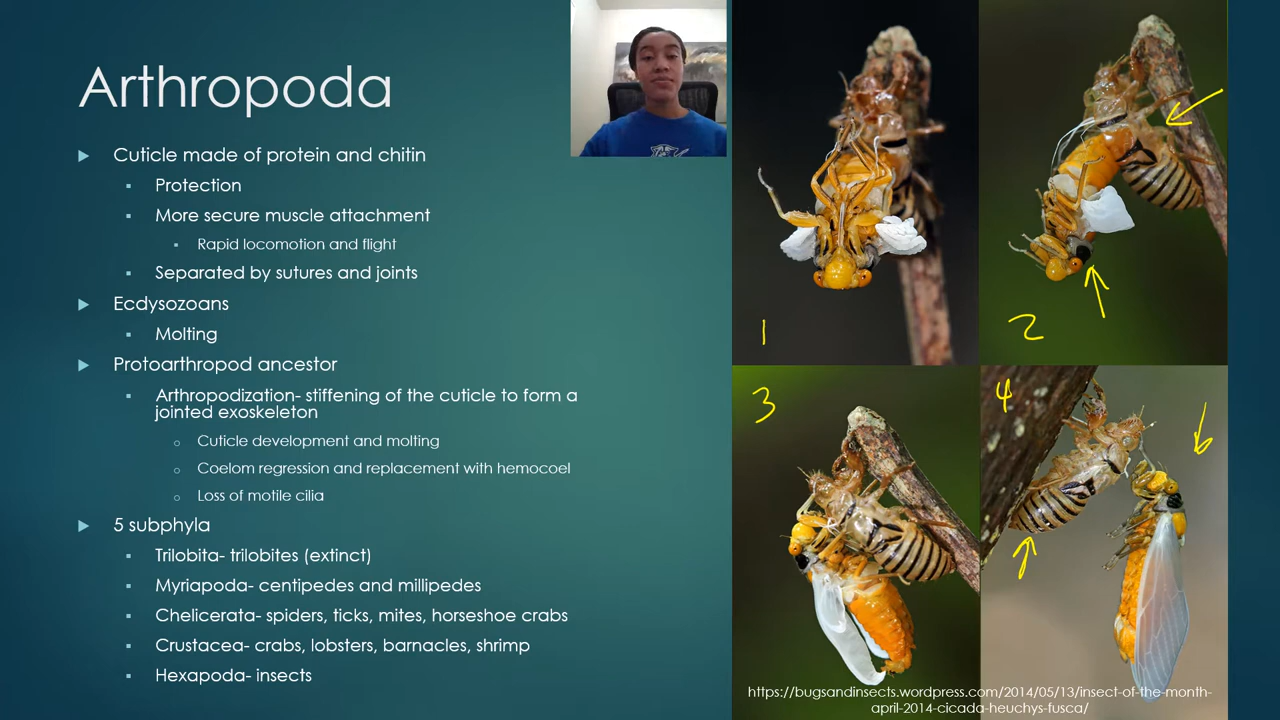 Arthropoda
Cuticle made of protein and chitin
Protection
More secure muscle attachment
Rapid locomotion and flight
Separated by sutures and joints
Ecdysozoans
Molting
Protoarthropod ancestor
Arthropodization- stiffening of the cuticle to form a
jointed exoskeleton
Cuticle development and molting
Coelom regression and replacement with hemocoel
Loss of motile cilia
5 subphyla
Trilobita- trilobites (extinct)
Myriapoda- centipedes and millipedes
Chelicerata- spiders, ticks, mites, horseshoe crabs
Crustacea- crabs, lobsters, barnacles, shrimp
Hexapoda- insects
1
2
3
4
https://bugsandinsects.wordpress.com/2014/05/13/insect-of-the-month-
april-2014-cicada-heuchys-fusca/